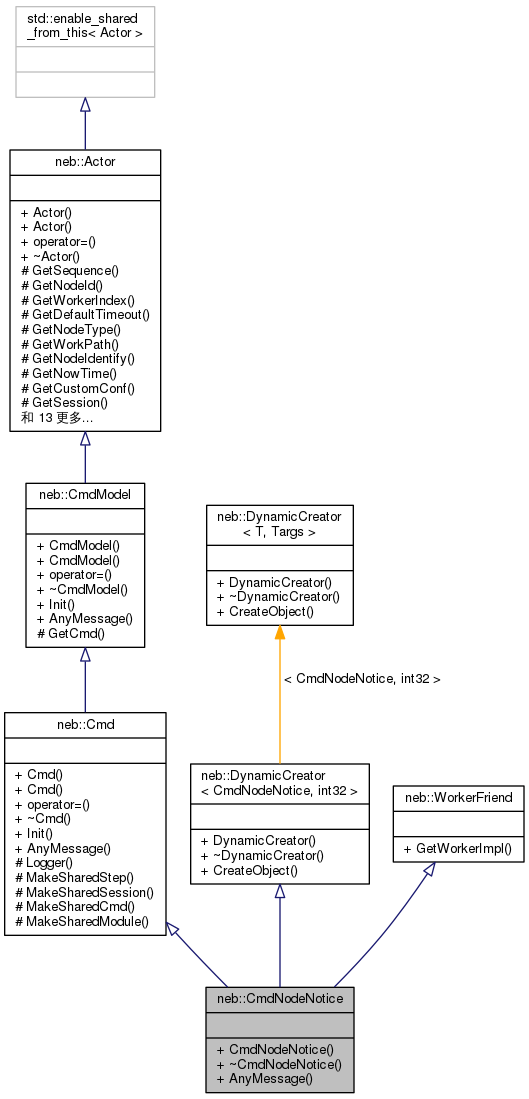 std::enable_shared
_from_this< Actor >
neb::Actor
+ Actor()
+ Actor()
+ operator=()
+ ~Actor()
# GetSequence()
# GetNodeId()
# GetWorkerIndex()
# GetDefaultTimeout()
# GetNodeType()
# GetWorkPath()
# GetNodeIdentify()
# GetNowTime()
# GetCustomConf()
# GetSession()
和 13 更多...
neb::CmdModel
+ CmdModel()
+ CmdModel()
+ operator=()
+ ~CmdModel()
+ Init()
+ AnyMessage()
# GetCmd()
neb::DynamicCreator
< T, Targs >
+ DynamicCreator()
+ ~DynamicCreator()
+ CreateObject()
< CmdNodeNotice, int32 >
neb::Cmd
+ Cmd()
+ Cmd()
+ operator=()
+ ~Cmd()
+ Init()
+ AnyMessage()
# Logger()
# MakeSharedStep()
# MakeSharedSession()
# MakeSharedCmd()
# MakeSharedModule()
neb::DynamicCreator
< CmdNodeNotice, int32 >
+ DynamicCreator()
+ ~DynamicCreator()
+ CreateObject()
neb::WorkerFriend
+ GetWorkerImpl()
neb::CmdNodeNotice
+ CmdNodeNotice()
+ ~CmdNodeNotice()
+ AnyMessage()